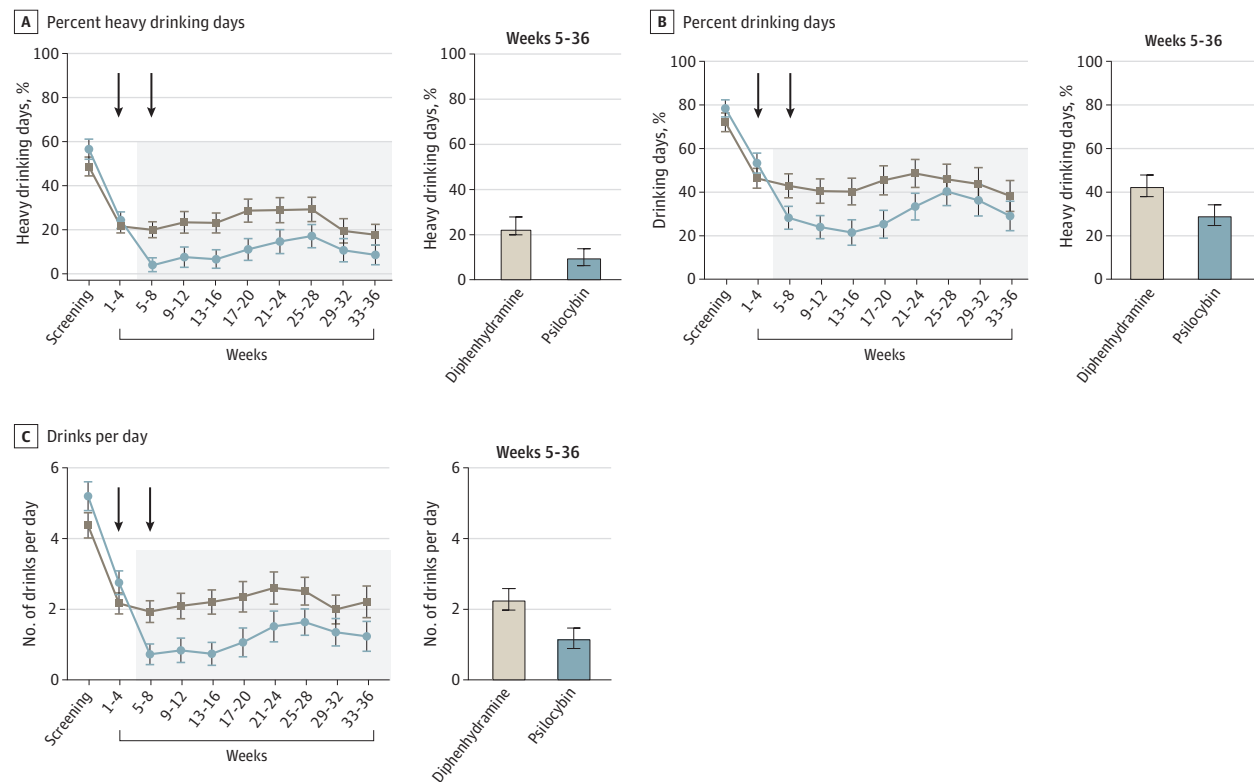 A Percent heavy drinking days
Heavy drinking days, %
100
80
60
40
20
0
Screening
1-4
5-8
9-12
13-16
17-20
21-24
25-28
29-32
33-36
Weeks
Weeks 5-36
Heavy drinking days, %
100
80
60
40
20
0
Diphenhydramine
Psilocybin
B Percent drinking days
Drinking days, %
100
80
60
40
20
0
Screening
1-4
5-8
9-12
13-16
17-20
21-24
25-28
29-32
33-36
Weeks
Weeks 5-36
Heavy drinking days, %
100
80
60
40
20
0
Diphenhydramine
Psilocybin
C Drinks per day
No. of drinks per day
6
4
2
0
Screening
1-4
5-8
9-12
13-16
17-20
21-24
25-28
29-32
33-36
Weeks
Weeks 5-36
No. of drinks per day
6
4
2
0
Diphenhydramine
Psilocybin